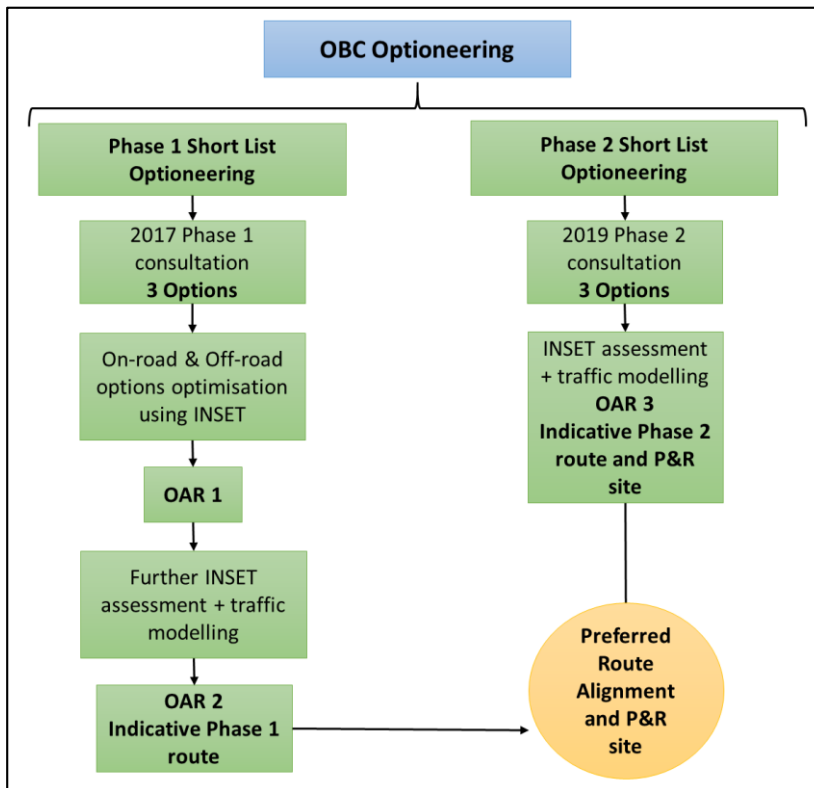 OBC Optioneering
Phase 1 Short List
Optioneering
2017 Phase 1
consultation
3 Options
On-road & Off-road
options optimisation
using INSET
OAR 1
Further INSET
assessment + traffic
modelling
OAR 2
Indicative Phase 1
route
Phase 2 Short List
Optioneering
2019 Phase 2
consultation
3 Options
INSET assessment
+ traffic modelling
OAR 3
Indicative Phase 2
route and P&R
site
Preferred
Route
Alignment
and P&R
site